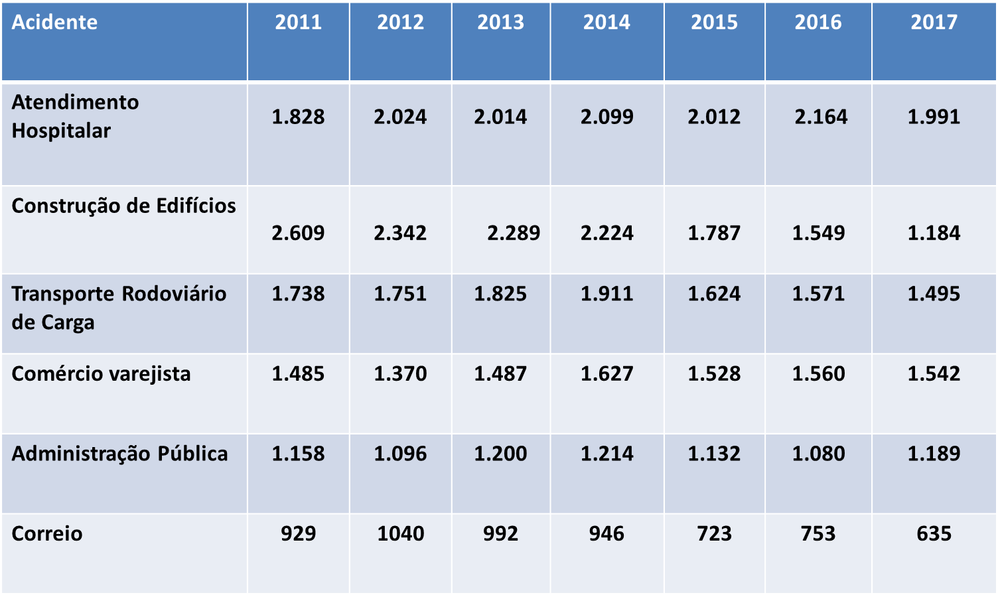 Acidente 2011 2012 2013 2014 2015 2016 2017
Atendimento
Hospitalar 1.828 2.024 2.014 2.099 2.012 2.164 1.991
Construção de Edifícios
2.609 2.342 2.289 2.224 1.787 1.549 1.184
Transporte Rodoviário 1.738 1.751 1.825 1.911 1.624 1.571 1.495
de Carga
Comércio varejista 1.485 1.370 1.487 1.627 1.528 1.560 1.542
Administração Pública 1.158 1.096 1.200 1.214 1.132 1.080 1.189
Correio 929 1040 992 946 723 753 635